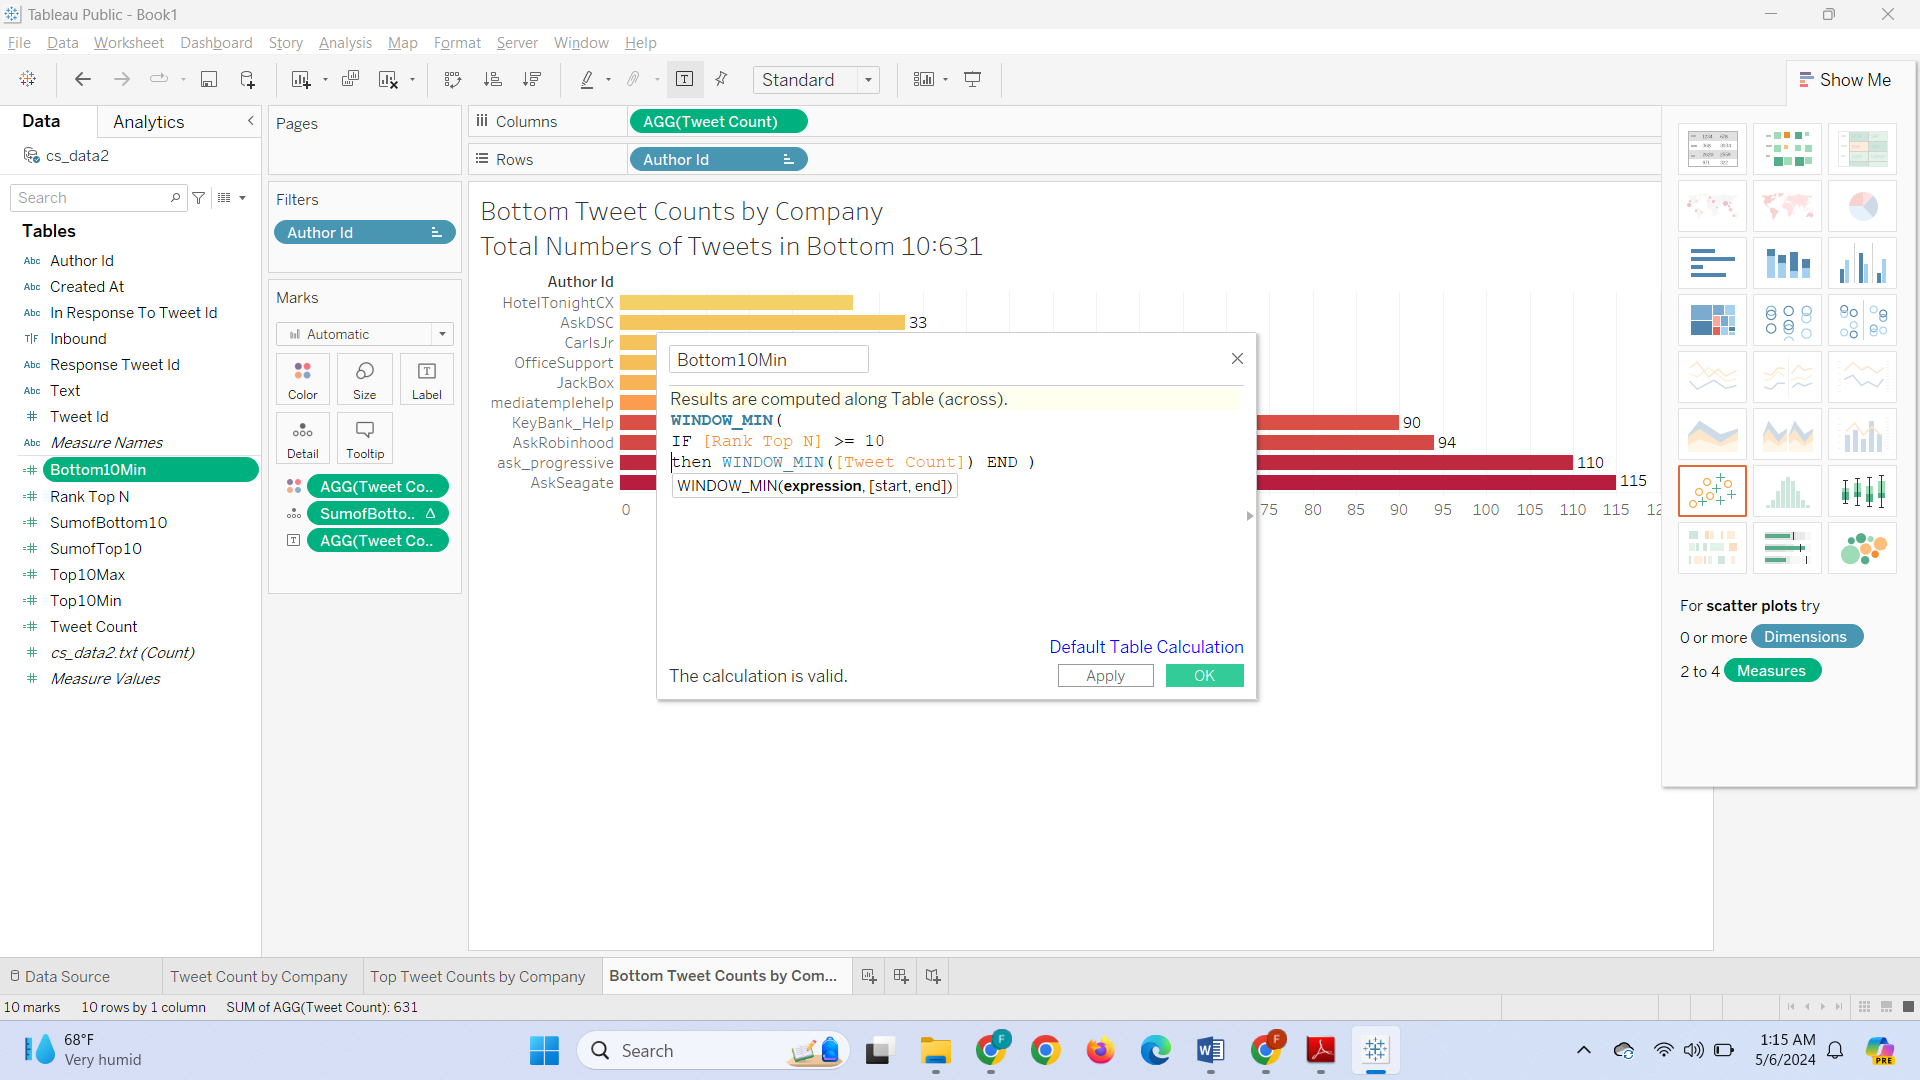 Tableau Public - Book1
File Data Worksheet Dashboard Story Analysis Map Format Server Window Help
Standard
Show Me
Data
Analytics
cs_data2
Search
Tables
Abc Author Id
Abc Created At
Abc In Response To Tweet Id
T|F Inbound
Abc Response Tweet Id
Abc Text
# Tweet Id
Abc Measure Names
=# Bottom10Min
=# Rank Top N
=# SumofBottom10
=# SumofTop10
=# Top10Max
=# Top10Min
=# Tweet Count
# cs_data2.txt (Count)
# Measure Values
Pages
Filters
Author Id
Marks
Automatic
Color Size Label
Detail Tooltip
AGG(Tweet Co..
SumofBotto.. Δ
AGG(Tweet Co..
Columns
AGG(Tweet Count)
Rows
Author Id
Bottom Tweet Counts by Company
Total Numbers of Tweets in Bottom 10:631
Author Id
HotelTonightCX
AskDSC 33
CarlsJr
OfficeSupport
JackBox
mediatemplehelp
KeyBank_Help 90
AskRobinhood 94
ask_progressive 110
AskSeagate 115
0 75 80 85 90 95 100 105 110 115 12
Bottom10Min
Results are computed along Table (across).
WINDOW_MIN(
IF [Rank Top N] >= 10
then WINDOW_MIN([Tweet Count]) END )
WINDOW_MIN(expression, [start, end])
Default Table Calculation
The calculation is valid.
Apply
OK
For scatter plots try
0 or more Dimensions
2 to 4 Measures
Data Source
Tweet Count by Company
Top Tweet Counts by Company
Bottom Tweet Counts by Com...
10 marks 10 rows by 1 column SUM of AGG(Tweet Count): 631
68°F
Very humid
Search
1:15 AM
5/6/2024
PRE